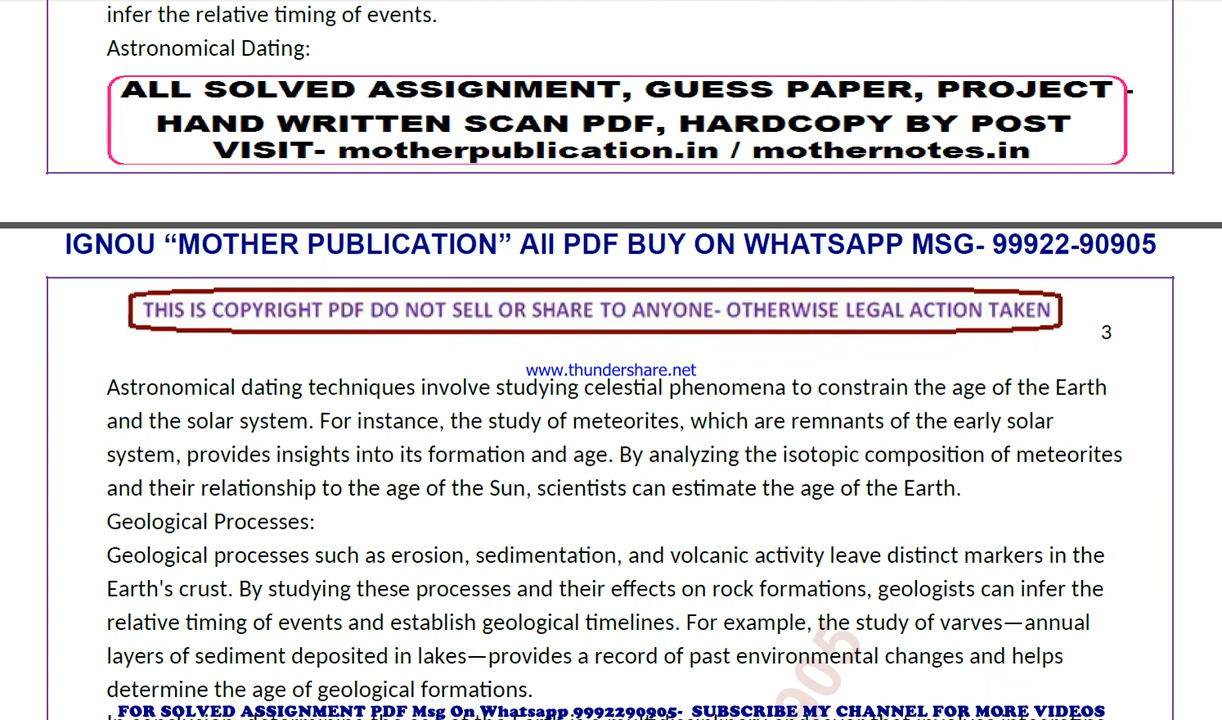 infer the relative timing of events.
Astronomical Dating:
ALL SOLVED ASSIGNMENT, GUESS PAPER, PROJECT -
HAND WRITTEN SCAN PDF, HARDCOPY BY POST
VISIT- motherpublication.in / mothernotes.in
IGNOU “MOTHER PUBLICATION” All PDF BUY ON WHATSAPP MSG- 99922-90905
THIS IS COPYRIGHT PDF DO NOT SELL OR SHARE TO ANYONE- OTHERWISE LEGAL ACTION TAKEN
3
www.thundershare.net
Astronomical dating techniques involve studying celestial phenomena to constrain the age of the Earth
and the solar system. For instance, the study of meteorites, which are remnants of the early solar
system, provides insights into its formation and age. By analyzing the isotopic composition of meteorites
and their relationship to the age of the Sun, scientists can estimate the age of the Earth.
Geological Processes:
Geological processes such as erosion, sedimentation, and volcanic activity leave distinct markers in the
Earth's crust. By studying these processes and their effects on rock formations, geologists can infer the
relative timing of events and establish geological timelines. For example, the study of varves—annual
layers of sediment deposited in lakes—provides a record of past environmental changes and helps
determine the age of geological formations.
905
FOR SOLVED ASSIGNMENT PDF Msg On Whatsapp 9992290905- SUBSCRIBE MY CHANNEL FOR MORE VIDEOS